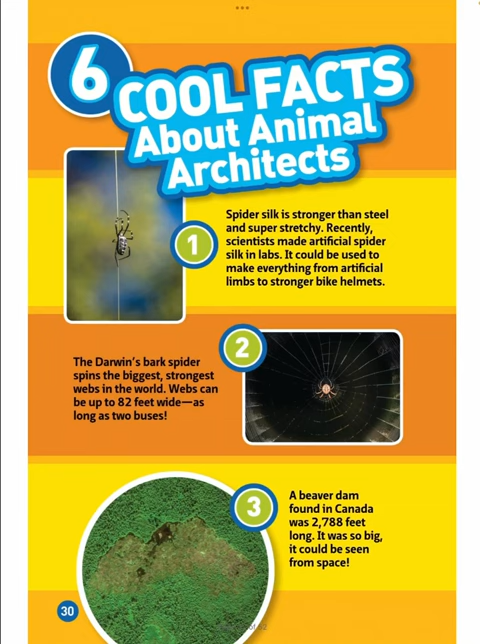 6
COOL FACTS
About Animal
Architects
1
Spider silk is stronger than steel
and super stretchy. Recently,
scientists made artificial spider
silk in labs. It could be used to
make everything from artificial
limbs to stronger bike helmets.
2
The Darwin’s bark spider
spins the biggest, strongest
webs in the world. Webs can
be up to 82 feet wide—as
long as two buses!
3
A beaver dam
found in Canada
was 2,788 feet
long. It was so big,
it could be seen
from space!
30